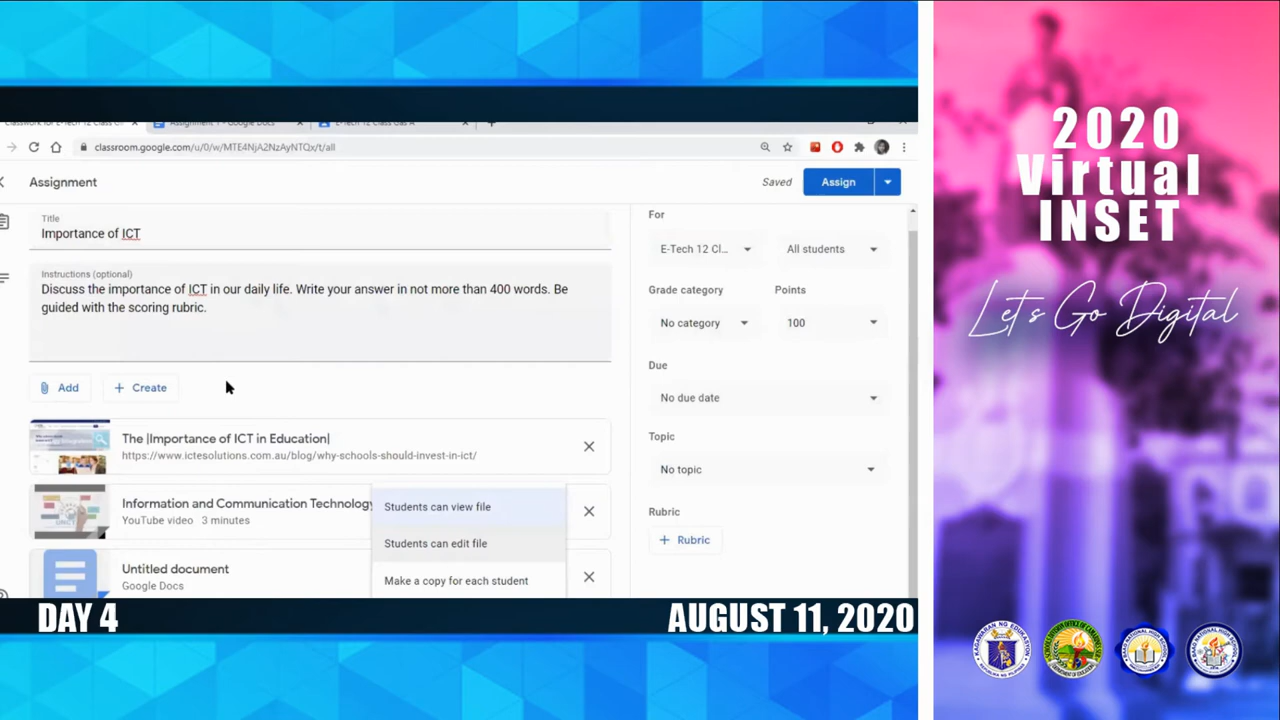 Assignment 1 - Google Docs
classroom.google.com/u/0/w/MTE4NjA2NzAyNTQx/t/all
Assignment
Saved
Assign
Title
Importance of ICT
Instructions (optional)
Discuss the importance of ICT in our daily life. Write your answer in not more than 400 words. Be
guided with the scoring rubric.
Add
+ Create
The |Importance of ICT in Education|
https://www.ictesolutions.com.au/blog/why-schools-should-invest-in-ict/
Information and Communication Technology
YouTube video 3 minutes
Untitled document
Google Docs
Students can view file
Students can edit file
Make a copy for each student
For
E-Tech 12 Cl...
All students
Grade category
Points
No category
100
Due
No due date
Topic
No topic
Rubric
+ Rubric
DAY 4
AUGUST 11, 2020
2020
Virtual
INSET
Let's Go Digital